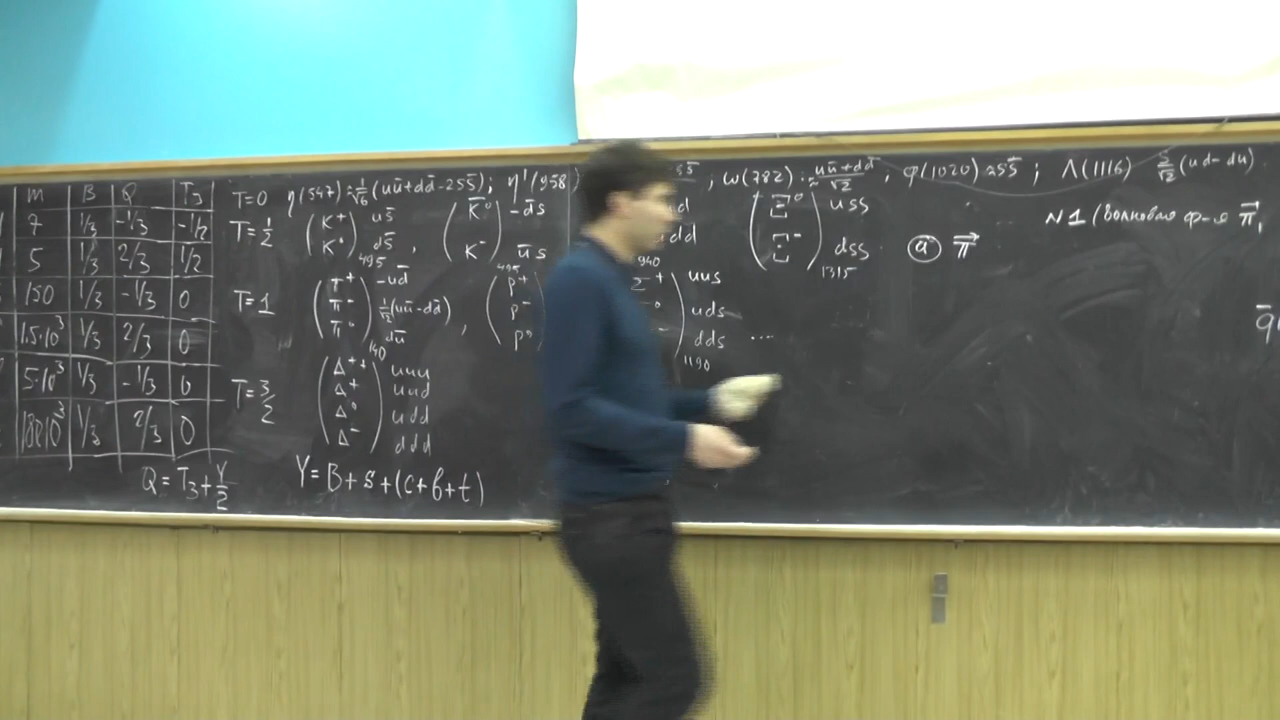 m B Q T₃
7 1/3 -1/3 -1/2
5 1/3 2/3 1/2
150 1/3 -1/3 0
1.5·10³ 1/3 2/3 0
5·10³ 1/3 -1/3 0
1/3 2/3 0
Q = T₃ + Y/2
Y = B + s + (c + b + t)
T=0 η(547) ≈ 1/√6 (uū+dd̄-2ss̄); η'(958) ss̄ ; ω(782) ≈ uū+dd̄/√2 , φ(1020) ≈ ss̄ ; Λ(1116) 2/√2 (ud-du)
T=1/2 (K⁺ K⁰) us̄ ds̄ 495 , (K̄⁰ K⁻) -d̄s ūs 495 940 (Ξ⁰ Ξ⁻) uss dss 1315
T=1 (π⁺ π⁻ π⁰) -ud̄ 1/√2(uū-dd̄) dū 140 , (ρ⁺ ρ⁻ ρ⁰ Σ⁺ uus uds dds 1190 ...
T=3/2 (Δ⁺⁺ Δ⁺ Δ⁰ Δ⁻) uuu uud udd ddd
N1 (Волновая ф-я π⃗,
(a) π⃗